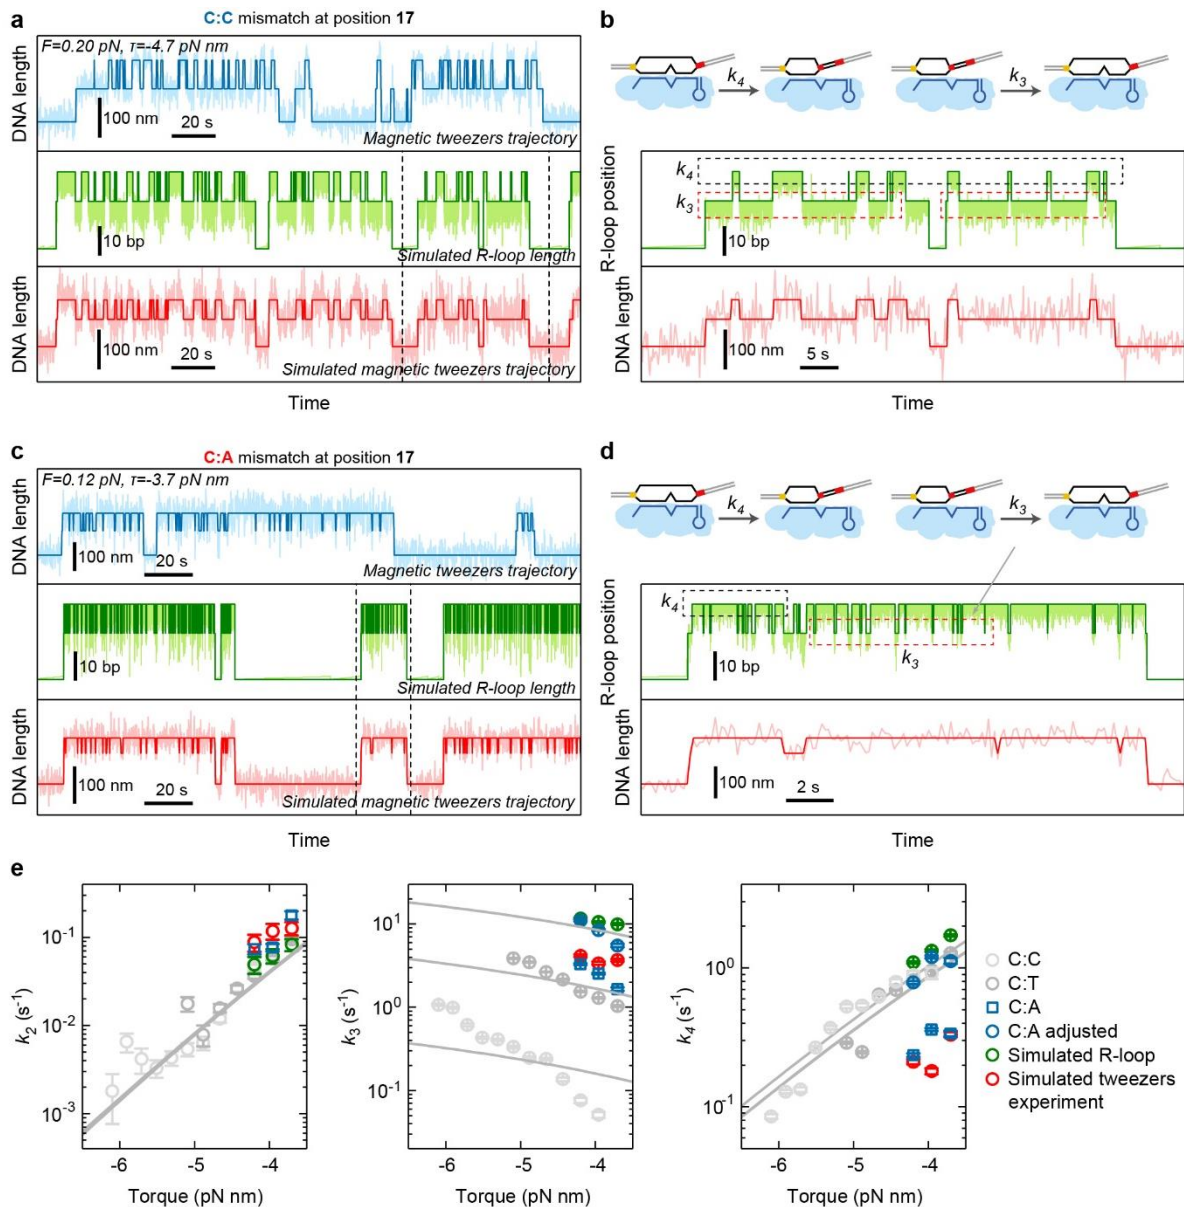 a
C:C mismatch at position 17
F=0.20 pN, τ=-4.7 pN nm
DNA length
100 nm
20 s
Magnetic tweezers trajectory
10 bp
Simulated R-loop length
DNA length
100 nm
20 s
Simulated magnetic tweezers trajectory
Time
b
k4
k3
R-loop position
k4
k3
10 bp
DNA length
100 nm
5 s
Time
c
C:A mismatch at position 17
F=0.12 pN, τ=-3.7 pN nm
DNA length
100 nm
20 s
Magnetic tweezers trajectory
10 bp
Simulated R-loop length
DNA length
100 nm
20 s
Simulated magnetic tweezers trajectory
Time
d
k4
k3
R-loop position
k4
k3
10 bp
DNA length
100 nm
2 s
Time
e
k2 (s-1)
10-1
10-2
10-3
-6 -5 -4
Torque (pN nm)
k3 (s-1)
101
100
10-1
-6 -5 -4
Torque (pN nm)
k4 (s-1)
100
10-1
-6 -5 -4
Torque (pN nm)
C:C
C:T
C:A
C:A adjusted
Simulated R-loop
Simulated tweezers
experiment